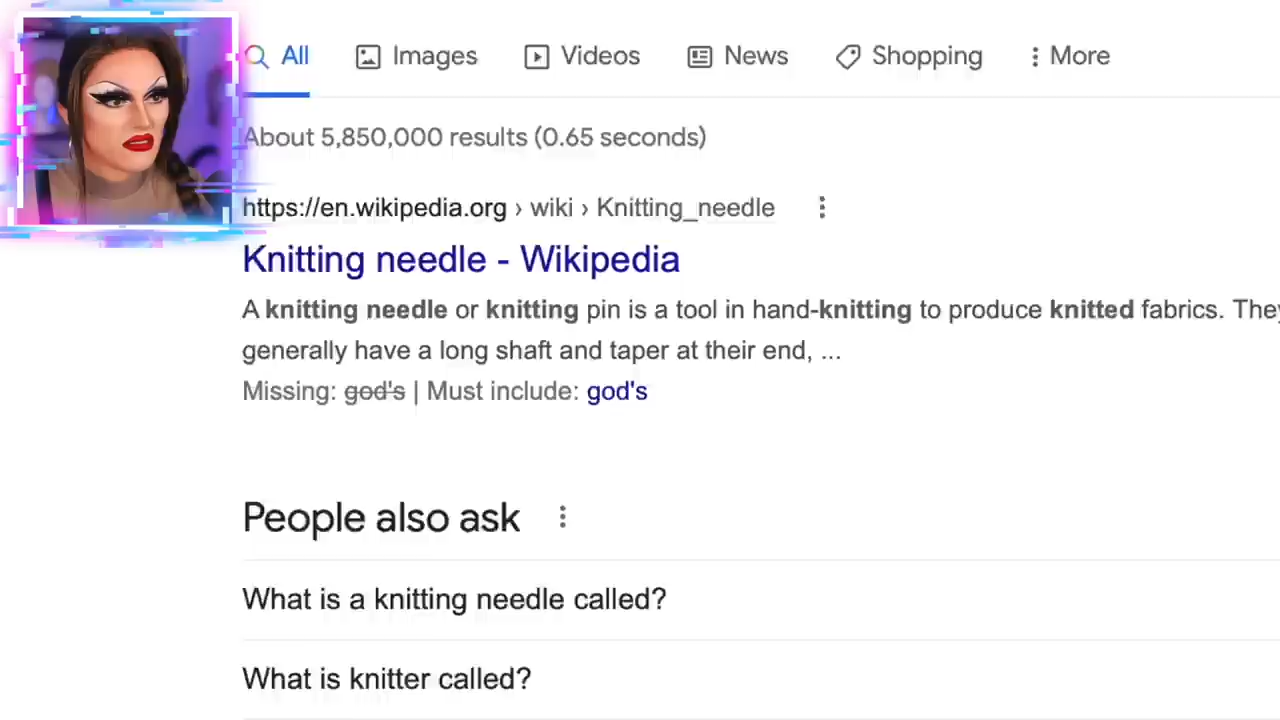 All Images Videos News Shopping More
About 5,850,000 results (0.65 seconds)
https://en.wikipedia.org › wiki › Knitting_needle
Knitting needle - Wikipedia
A knitting needle or knitting pin is a tool in hand-knitting to produce knitted fabrics. They
generally have a long shaft and taper at their end, ...
Missing: god's | Must include: god's
People also ask
What is a knitting needle called?
What is knitter called?